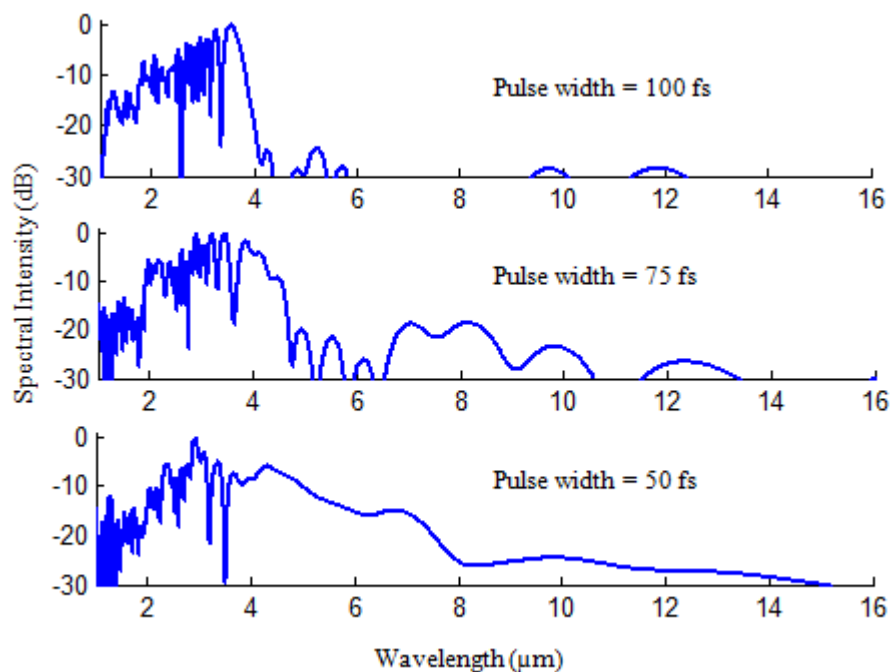 0
-10
-20
-30
Pulse width = 100 fs
2 4 6 8 10 12 14 16
0
-10
-20
-30
Pulse width = 75 fs
2 4 6 8 10 12 14 16
0
-10
-20
-30
Pulse width = 50 fs
2 4 6 8 10 12 14 16
Spectral Intensity (dB)
Wavelength (µm)